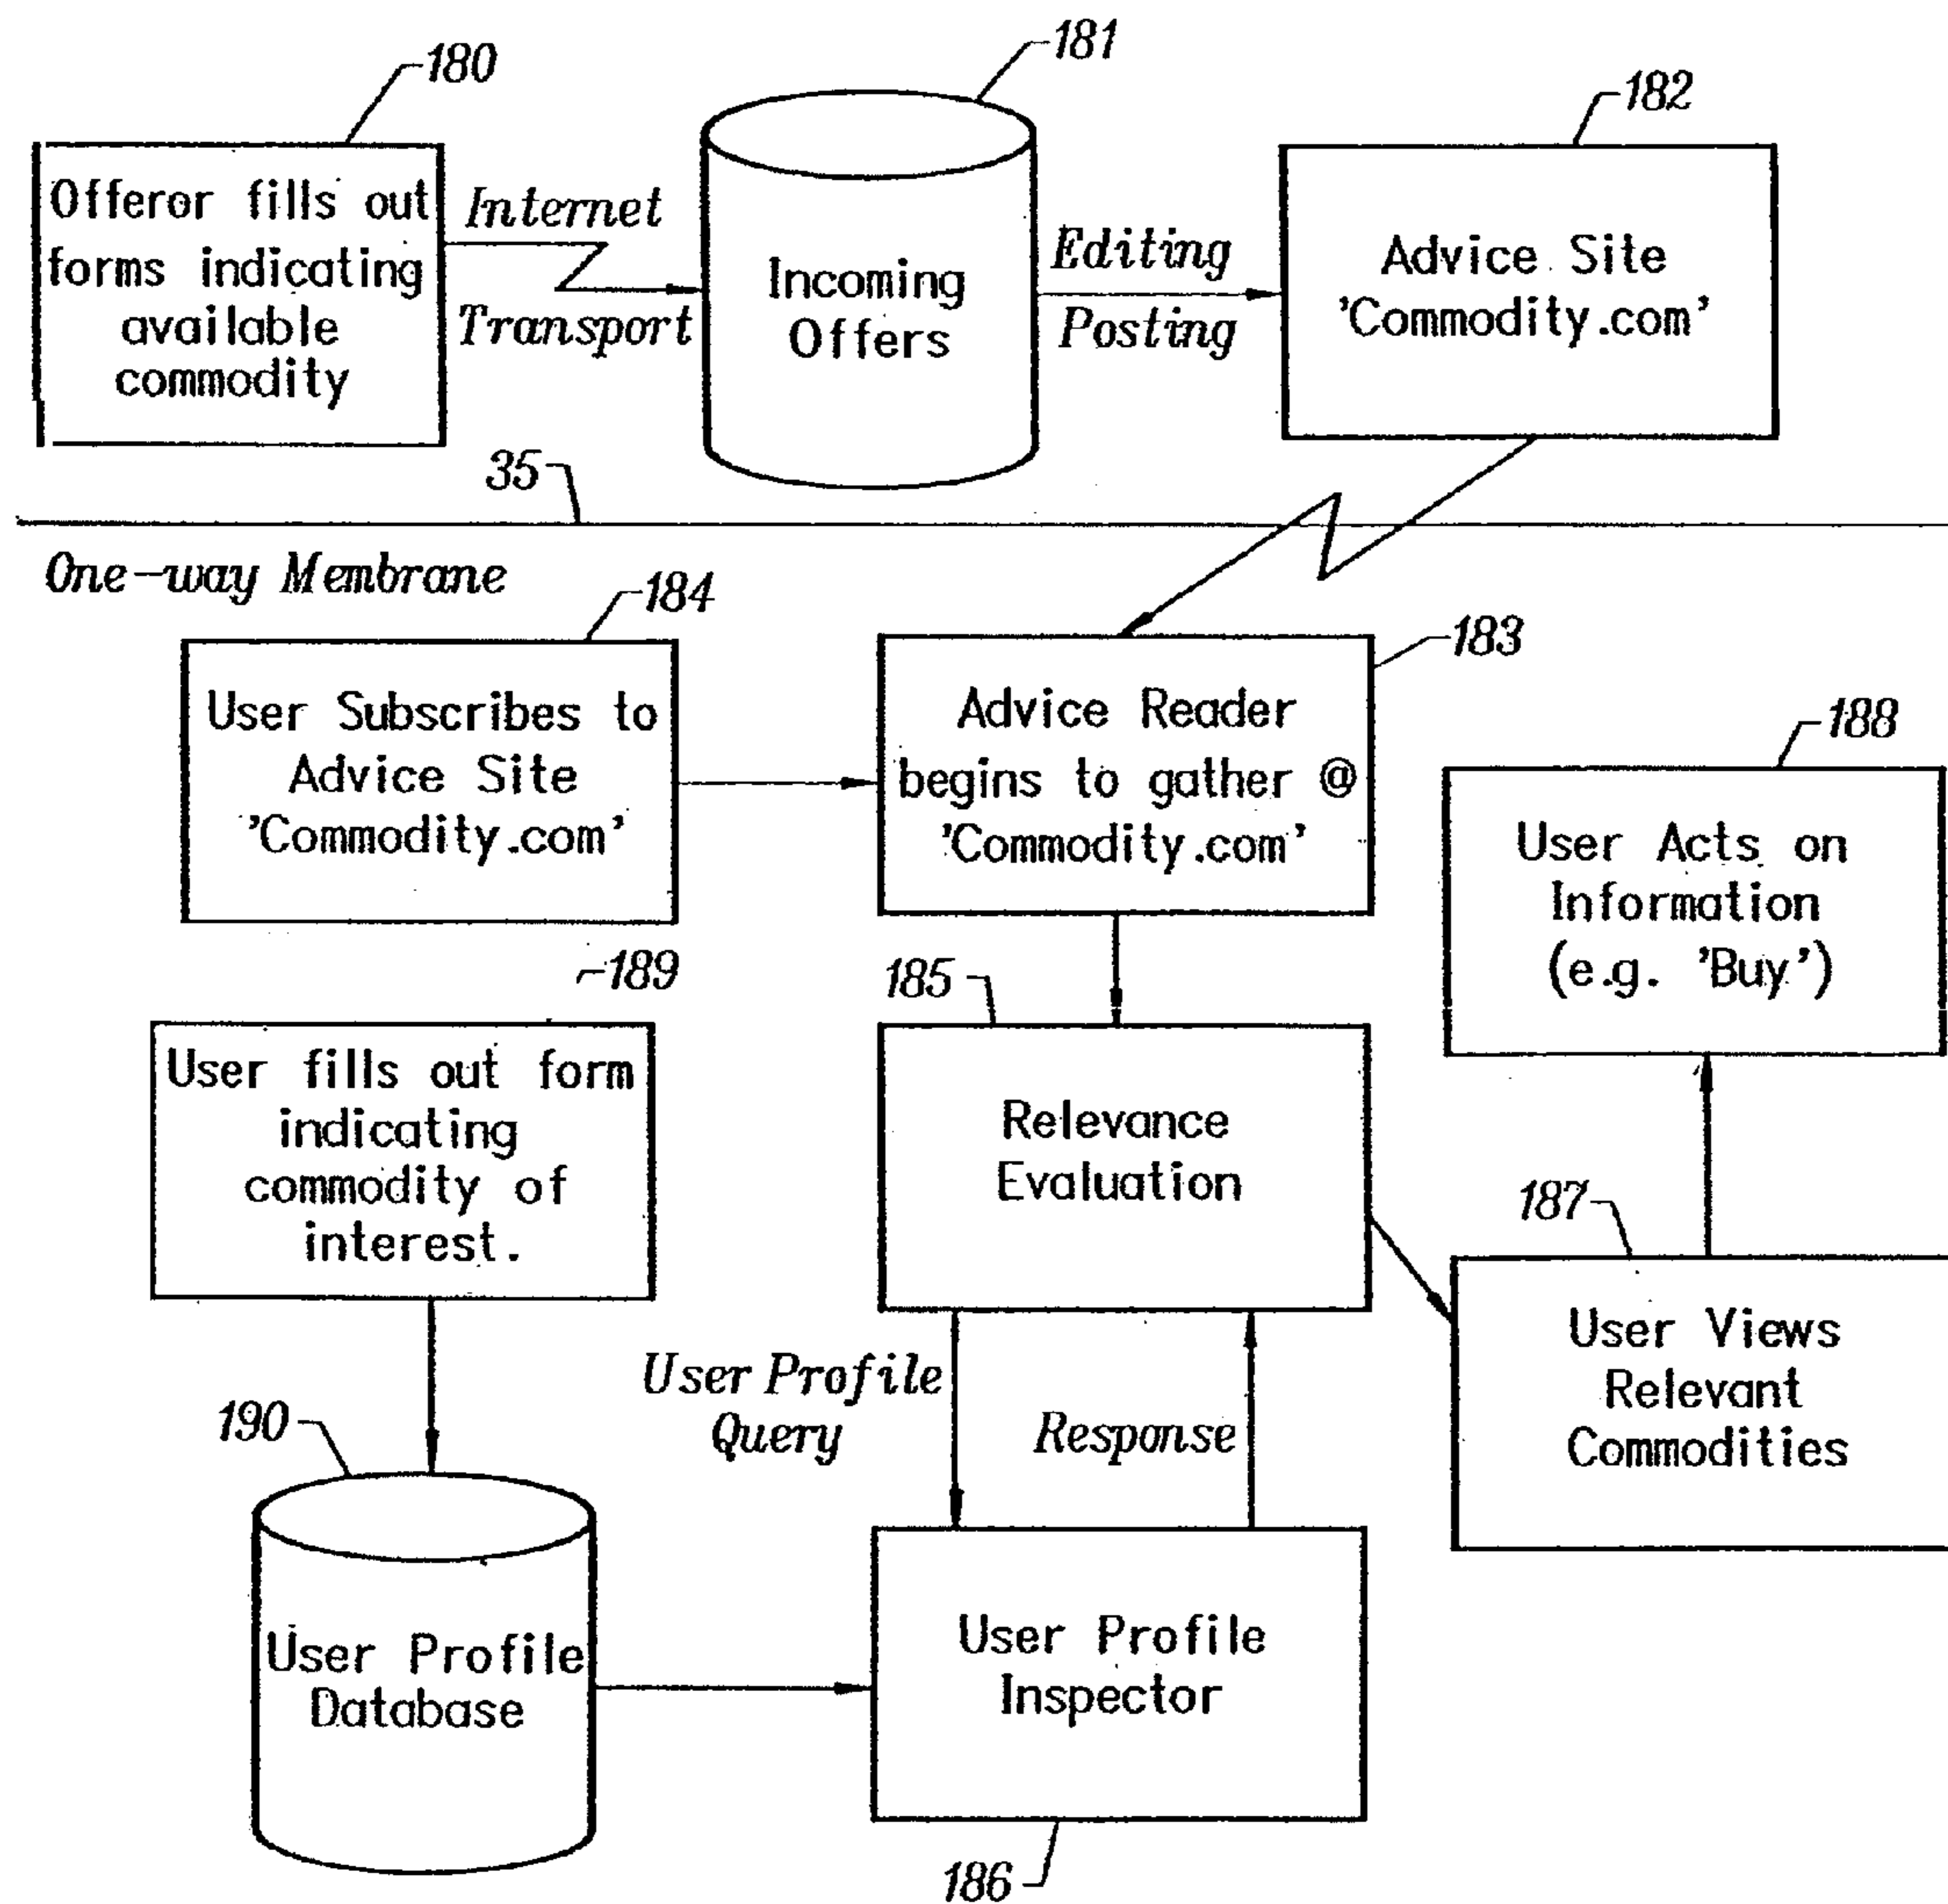 180
181
182
Offeror fills out
forms indicating
available
commodity
Internet
Transport
Incoming
Offers
Editing
Posting
Advice Site
'Commodity.com'
35
One-way Membrane
184
183
188
User Subscribes to
Advice Site
'Commodity.com'
Advice Reader
begins to gather @
'Commodity.com'
User Acts on
Information
(e.g. 'Buy')
189
185
User fills out form
indicating
commodity of
interest.
Relevance
Evaluation
187
User Views
Relevant
Commodities
User Profile
Query
Response
190
User Profile
Database
User Profile
Inspector
186